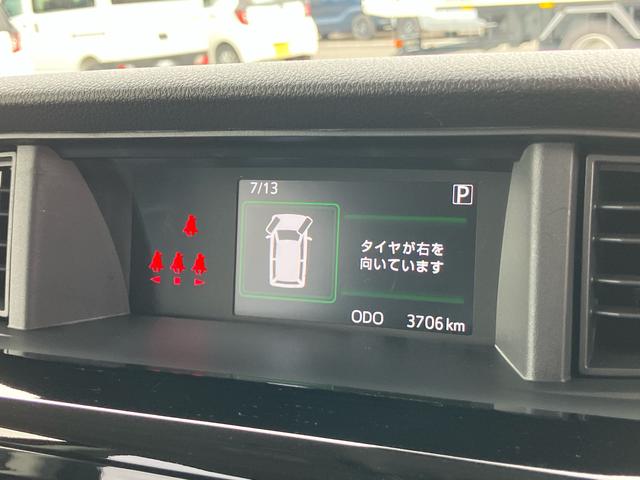 7/13
P
タイヤが右を
向いています
ODO 3706 km